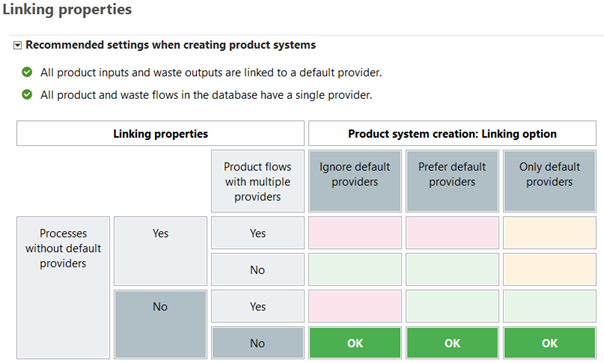 Linking properties
Recommended settings when creating product systems
All product inputs and waste outputs are linked to a default provider.
All product and waste flows in the database have a single provider.
Linking properties
Product system creation: Linking option
Product flows
with multiple
providers
Ignore default
providers
Prefer default
providers
Only default
providers
Processes
without default
providers
Yes
Yes
No
No
Yes
No
OK
OK
OK